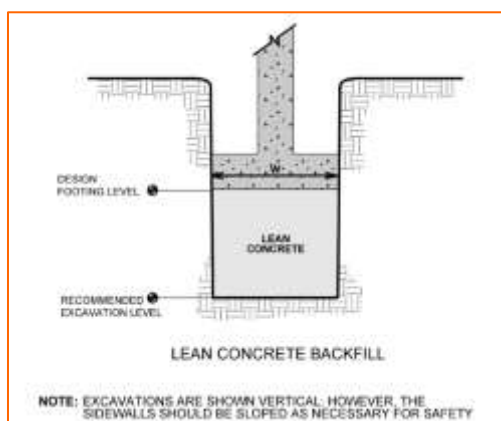 W
DESIGN
FOOTING LEVEL
LEAN
CONCRETE
RECOMMENDED
EXCAVATION LEVEL
LEAN CONCRETE BACKFILL
NOTE: EXCAVATIONS ARE SHOWN VERTICAL; HOWEVER, THE
SIDEWALLS SHOULD BE SLOPED AS NECESSARY FOR SAFETY